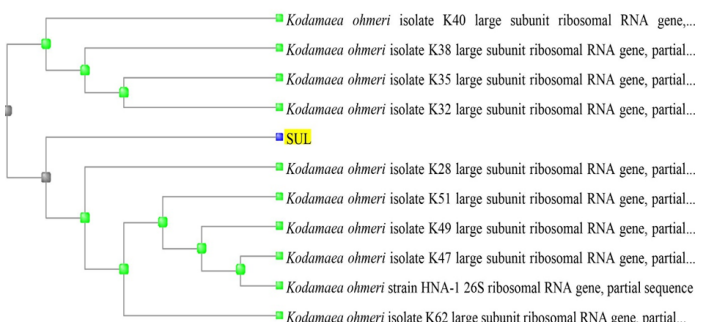 Kodamaea ohmeri isolate K40 large subunit ribosomal RNA gene,...
Kodamaea ohmeri isolate K38 large subunit ribosomal RNA gene, partial...
Kodamaea ohmeri isolate K35 large subunit ribosomal RNA gene, partial...
Kodamaea ohmeri isolate K32 large subunit ribosomal RNA gene, partial...
SUL
Kodamaea ohmeri isolate K28 large subunit ribosomal RNA gene, partial...
Kodamaea ohmeri isolate K51 large subunit ribosomal RNA gene, partial...
Kodamaea ohmeri isolate K49 large subunit ribosomal RNA gene, partial...
Kodamaea ohmeri isolate K47 large subunit ribosomal RNA gene, partial...
Kodamaea ohmeri strain HNA-1 26S ribosomal RNA gene, partial sequence
Kodamaea ohmeri isolate K62 large subunit ribosomal RNA gene, partial...